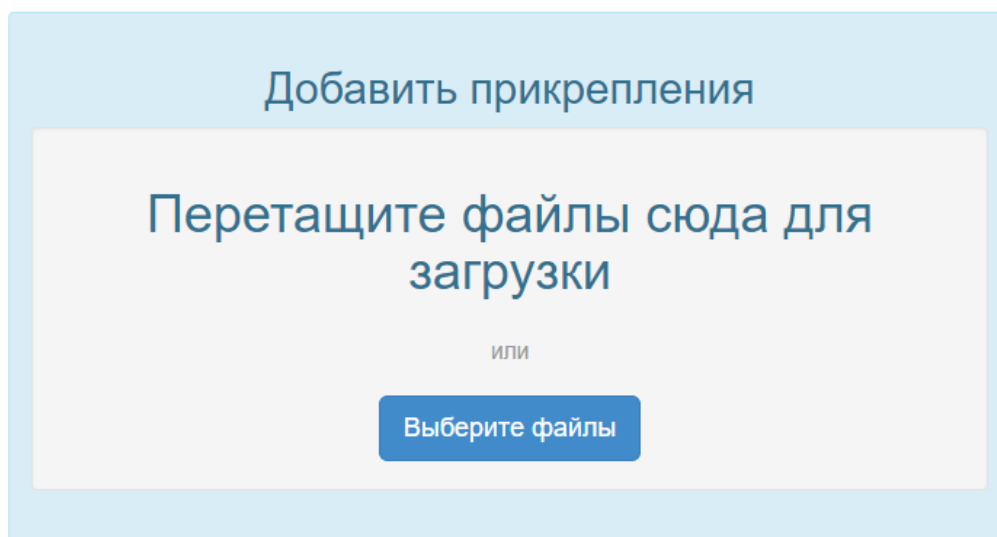 Добавить прикрепления
Перетащите файлы сюда для
загрузки
или
Выберите файлы